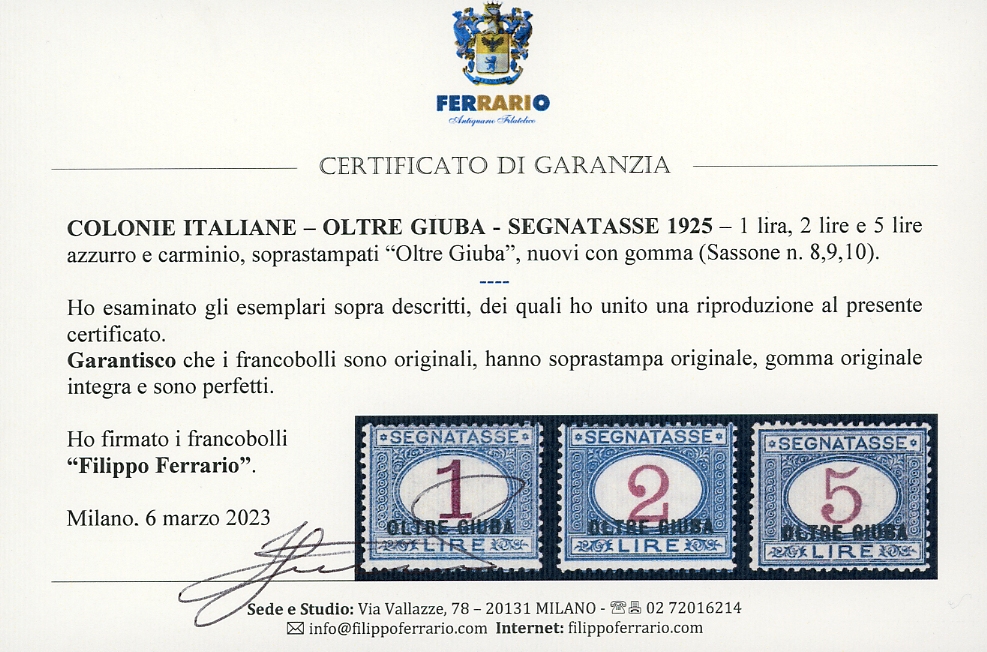 FERRARIO
Antiquario Filatelico
CERTIFICATO DI GARANZIA
COLONIE ITALIANE – OLTRE GIUBA - SEGNATASSE 1925 – 1 lira, 2 lire e 5 lire
azzurro e carminio, soprastampati “Oltre Giuba”, nuovi con gomma (Sassone n. 8,9,10).
----
Ho esaminato gli esemplari sopra descritti, dei quali ho unito una riproduzione al presente
certificato.
Garantisco che i francobolli sono originali, hanno soprastampa originale, gomma originale
integra e sono perfetti.
Ho firmato i francobolli
“Filippo Ferrario”.
Milano, 6 marzo 2023
SEGNATASSE
1
OLTRE GIUBA
LIRE
SEGNATASSE
2
OLTRE GIUBA
LIRE
SEGNATASSE
5
OLTRE GIUBA
LIRE
Sede e Studio: Via Vallazze, 78 – 20131 MILANO - ☏ 02 72016214
✉ info@filippoferrario.com Internet: filippoferrario.com